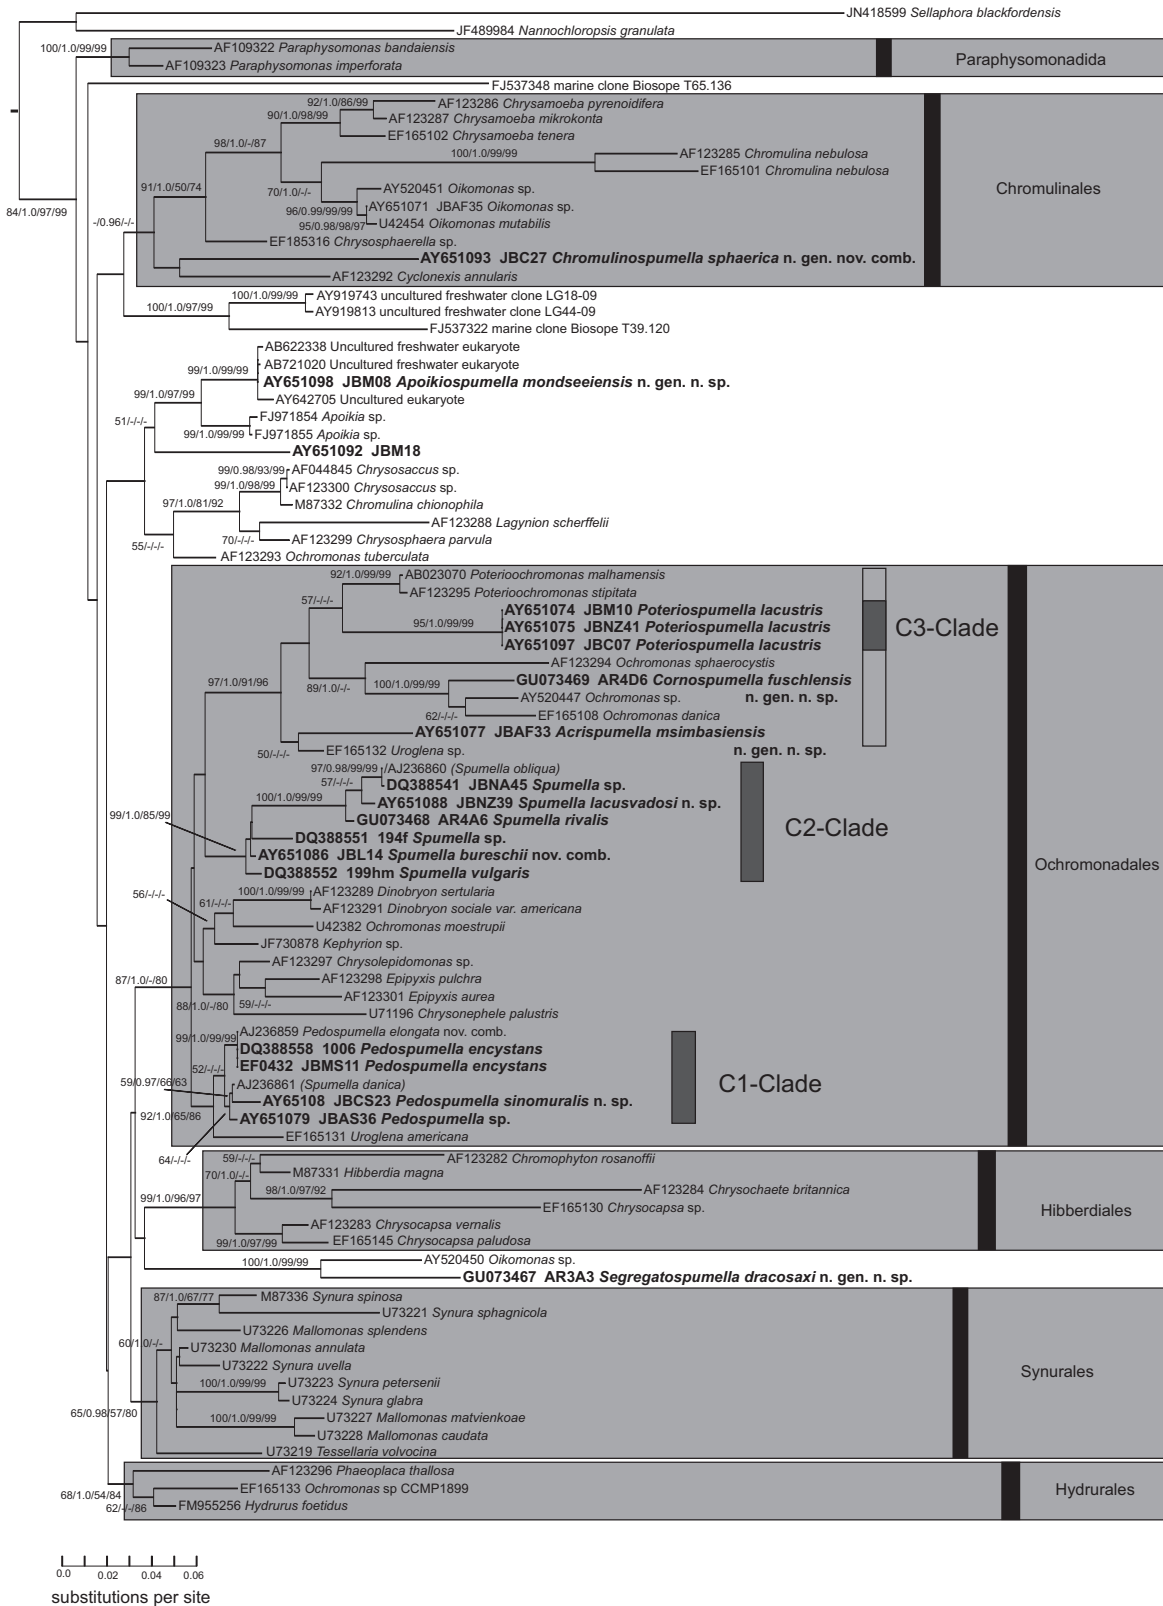 JN418599 Sellaphora blackfordensis
JF489984 Nannochloropsis granulata
100/1.0/99/99
AF109322 Paraphysomonas bandaiensis
Paraphysomonadida
AF109323 Paraphysomonas imperforata
FJ537348 marine clone Biosope T65.136
92/1.0/86/99
AF123286 Chrysamoeba pyrenoidifera
90/1.0/98/99
AF123287 Chrysamoeba mikrokonta
EF165102 Chrysamoeba tenera
98/1.0/-/87
100/1.0/99/99
AF123285 Chromulina nebulosa
EF165101 Chromulina nebulosa
91/1.0/50/74
70/1.0/-/-
AY520451 Oikomonas sp.
Chromulinales
84/1.0/97/99
96/0.99/99/99
AY651071 JBAF35 Oikomonas sp.
-/0.96/-/-
95/0.98/98/97
U42454 Oikomonas mutabilis
EF185316 Chrysosphaerella sp.
AY651093 JBC27 Chromulinospumella sphaerica n. gen. nov. comb.
AF123292 Cyclonexis annularis
100/1.0/99/99
AY919743 uncultured freshwater clone LG18-09
100/1.0/97/99
AY919813 uncultured freshwater clone LG44-09
FJ537322 marine clone Biosope T39.120
AB622338 Uncultured freshwater eukaryote
AB721020 Uncultured freshwater eukaryote
99/1.0/99/99
AY651098 JBM08 Apoikiospumella mondseeiensis n. gen. n. sp.
99/1.0/97/99
AY642705 Uncultured eukaryote
51/-/-/-
FJ971854 Apoikia sp.
99/1.0/99/99
FJ971855 Apoikia sp.
AY651092 JBM18
99/0.98/93/99
AF044845 Chrysosaccus sp.
99/1.0/98/99
AF123300 Chrysosaccus sp.
97/1.0/81/92
M87332 Chromulina chionophila
AF123288 Lagynion scherffelii
70/-/-/-
AF123299 Chrysosphaera parvula
55/-/-/-
AF123293 Ochromonas tuberculata
92/1.0/99/99
AB023070 Poterioochromonas malhamensis
AF123295 Poterioochromonas stipitata
57/-/-/-
AY651074 JBM10 Poteriospumella lacustris
95/1.0/99/99
AY651075 JBNZ41 Poteriospumella lacustris
C3-Clade
AY651097 JBC07 Poteriospumella lacustris
AF123294 Ochromonas sphaerocystis
97/1.0/91/96
89/1.0/-/-
100/1.0/99/99
GU073469 AR4D6 Cornospumella fuschlensis
AY520447 Ochromonas sp.
n. gen. n. sp.
62/-/-/-
EF165108 Ochromonas danica
AY651077 JBAF33 Acrispumella msimbasiensis
50/-/-/-
EF165132 Uroglena sp.
n. gen. n. sp.
97/0.98/99/99
/AJ236860 (Spumella obliqua)
57/-/-/-
DQ388541 JBNA45 Spumella sp.
100/1.0/99/99
AY651088 JBNZ39 Spumella lacusvadosi n. sp.
99/1.0/85/99
GU073468 AR4A6 Spumella rivalis
C2-Clade
DQ388551 194f Spumella sp.
AY651086 JBL14 Spumella bureschii nov. comb.
Ochromonadales
DQ388552 199hm Spumella vulgaris
56/-/-/-
100/1.0/99/99
AF123289 Dinobryon sertularia
61/-/-/-
AF123291 Dinobryon sociale var. americana
U42382 Ochromonas moestrupii
JF730878 Kephyrion sp.
AF123297 Chrysolepidomonas sp.
87/1.0/-/80
AF123298 Epipyxis pulchra
88/1.0/-/80
59/-/-/-
AF123301 Epipyxis aurea
U71196 Chrysonephele palustris
99/1.0/99/99
AJ236859 Pedospumella elongata nov. comb.
DQ388558 1006 Pedospumella encystans
52/-/-/-
EF0432 JBMS11 Pedospumella encystans
59/0.97/66/63
AJ236861 (Spumella danica)
C1-Clade
AY65108 JBCS23 Pedospumella sinomuralis n. sp.
92/1.0/65/86
AY651079 JBAS36 Pedospumella sp.
EF165131 Uroglena americana
64/-/-/-
59/-/-/-
AF123282 Chromophyton rosanoffii
70/1.0/-/-
M87331 Hibberdia magna
98/1.0/97/92
AF123284 Chrysochaete britannica
99/1.0/96/97
EF165130 Chrysocapsa sp.
Hibberdiales
AF123283 Chrysocapsa vernalis
99/1.0/97/99
EF165145 Chrysocapsa paludosa
100/1.0/99/99
AY520450 Oikomonas sp.
GU073467 AR3A3 Segregatospumella dracosaxi n. gen. n. sp.
87/1.0/67/77
M87336 Synura spinosa
U73221 Synura sphagnicola
U73226 Mallomonas splendens
60/1.0/-/-
U73230 Mallomonas annulata
U73222 Synura uvella
Synurales
100/1.0/99/99
U73223 Synura petersenii
U73224 Synura glabra
65/0.98/57/80
100/1.0/99/99
U73227 Mallomonas matvienkoae
U73228 Mallomonas caudata
U73219 Tessellaria volvocina
AF123296 Phaeoplaca thallosa
68/1.0/54/84
EF165133 Ochromonas sp CCMP1899
Hydrurales
62/-/-/86
FM955256 Hydrurus foetidus
0.0 0.02 0.04 0.06
substitutions per site